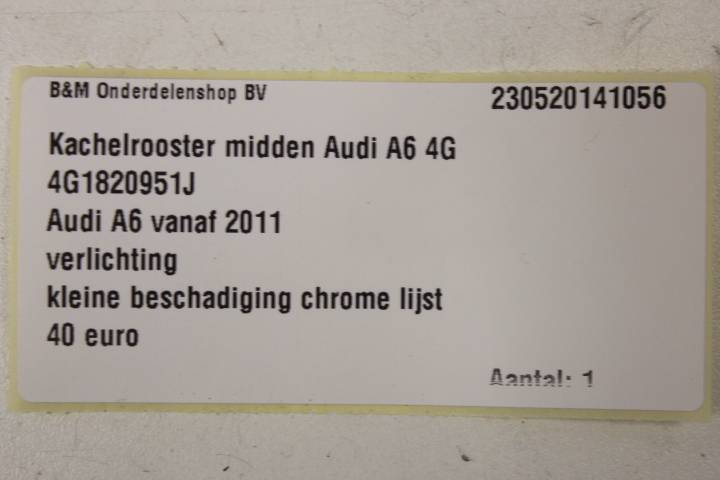 B&M Onderdelenshop BV
230520141056
Kachelrooster midden Audi A6 4G
4G1820951J
Audi A6 vanaf 2011
verlichting
kleine beschadiging chrome lijst
40 euro
Aantal: 1